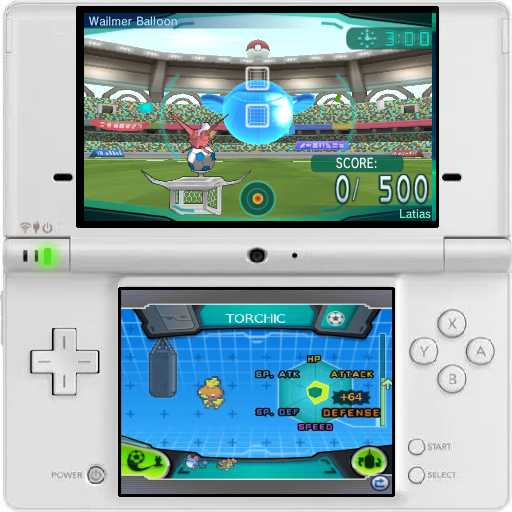 Wailmer Balloon
3:00
SCORE:
0/ 500
Latias
TORCHIC
HP
SP. ATK
ATTACK
+64
SP. DEF
DEFENSE
SPEED
X
Y
A
B
START
POWER
SELECT